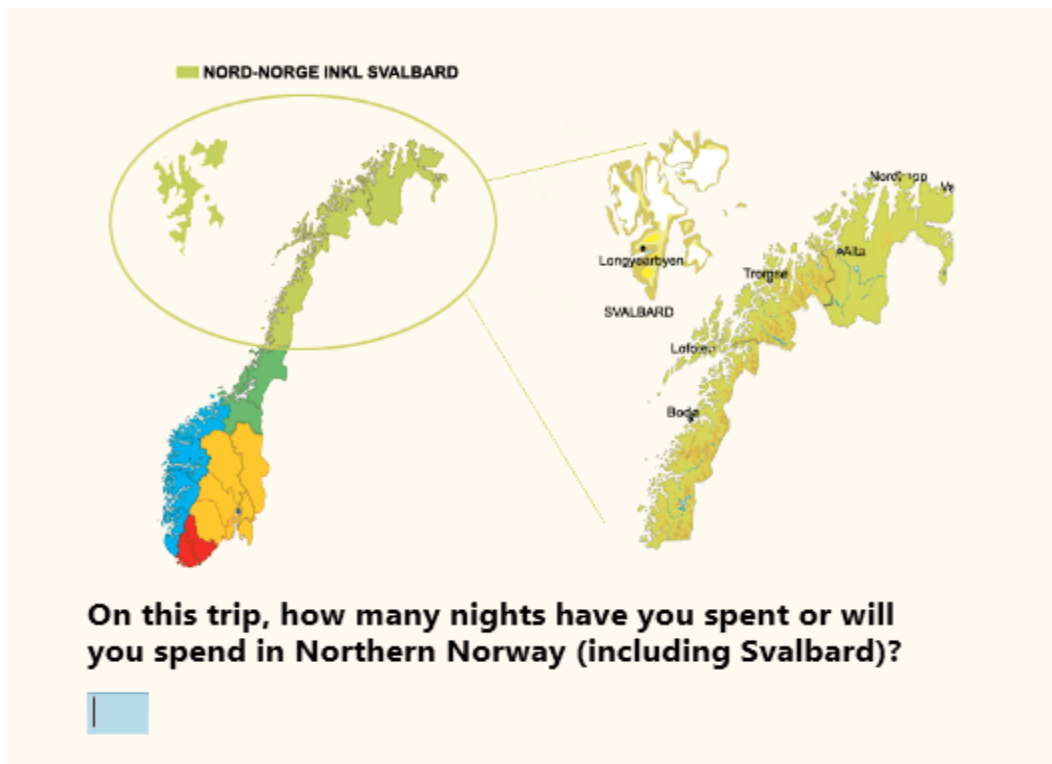 NORD-NORGE INKL SVALBARD
Nordkapp
Alta
Longyearbyen
Tromsø
SVALBARD
Lofoten
Bodø
On this trip, how many nights have you spent or will
you spend in Northern Norway (including Svalbard)?